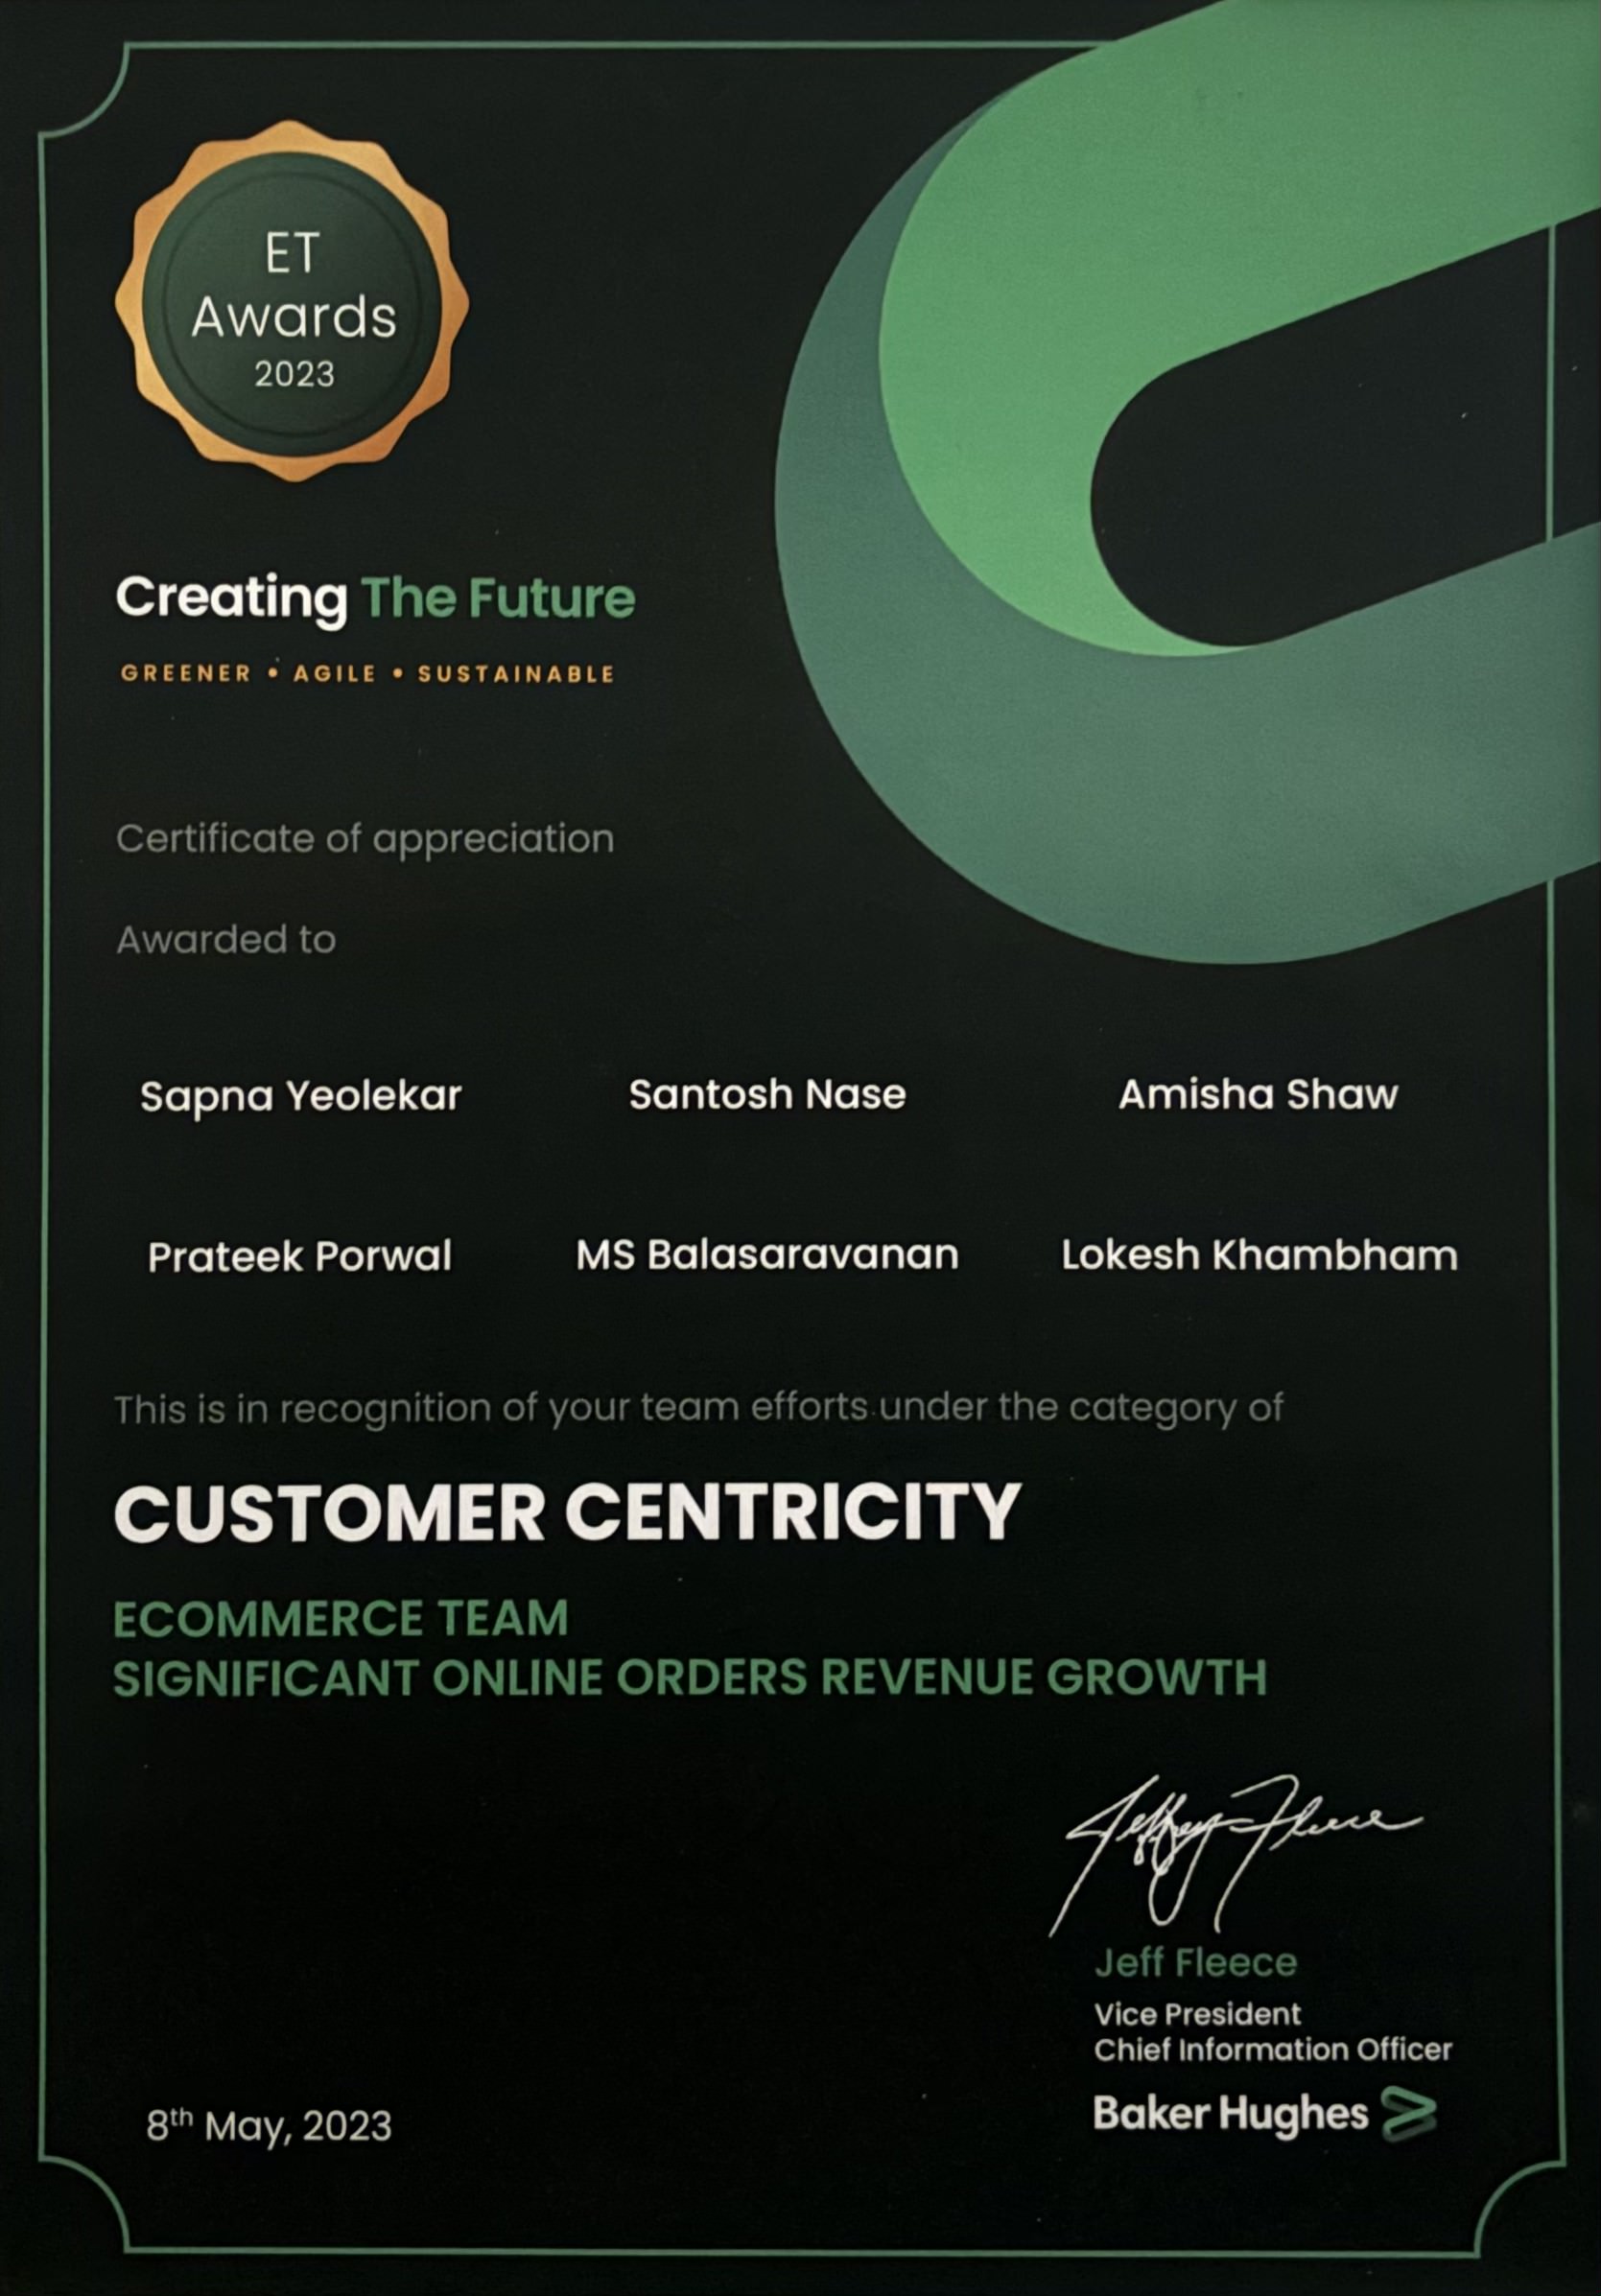 ET
Awards
2023
Creating The Future
GREENER • AGILE • SUSTAINABLE
Certificate of appreciation
Awarded to
Sapna Yeolekar Santosh Nase Amisha Shaw
Prateek Porwal MS Balasaravanan Lokesh Khambham
This is in recognition of your team efforts under the category of
CUSTOMER CENTRICITY
ECOMMERCE TEAM
SIGNIFICANT ONLINE ORDERS REVENUE GROWTH
Jeffrey Fleece
Jeff Fleece
Vice President
Chief Information Officer
Baker Hughes
8th May, 2023